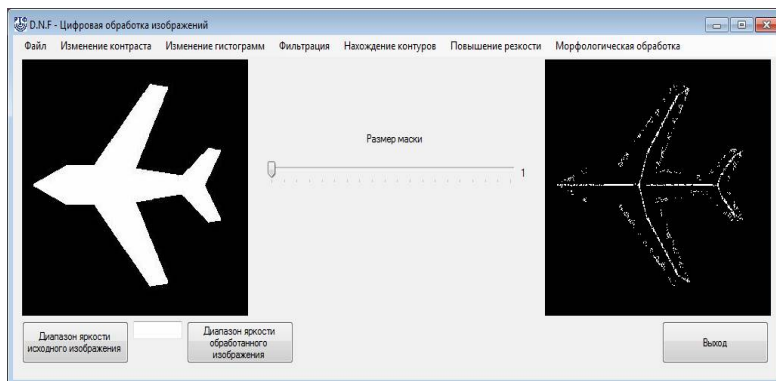 D.N.F - Цифровая обработка изображений
Файл Изменение контраста Изменение гистограмм Фильтрация Нахождение контуров Повышение резкости Морфологическая обработка
Размер маски
1
Диапазон яркости
исходного изображения
Диапазон яркости
обработанного
изображения
Выход